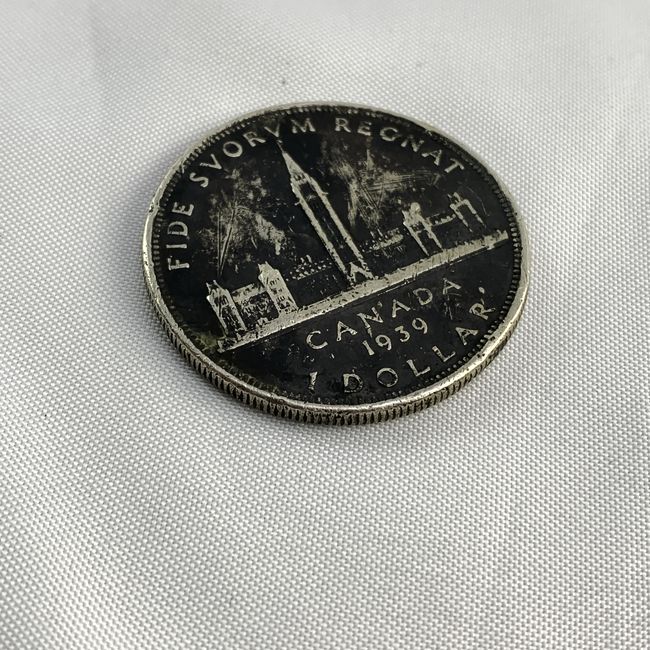 FIDE SVORVM REGNAT
CANADA
1939
1 DOLLAR